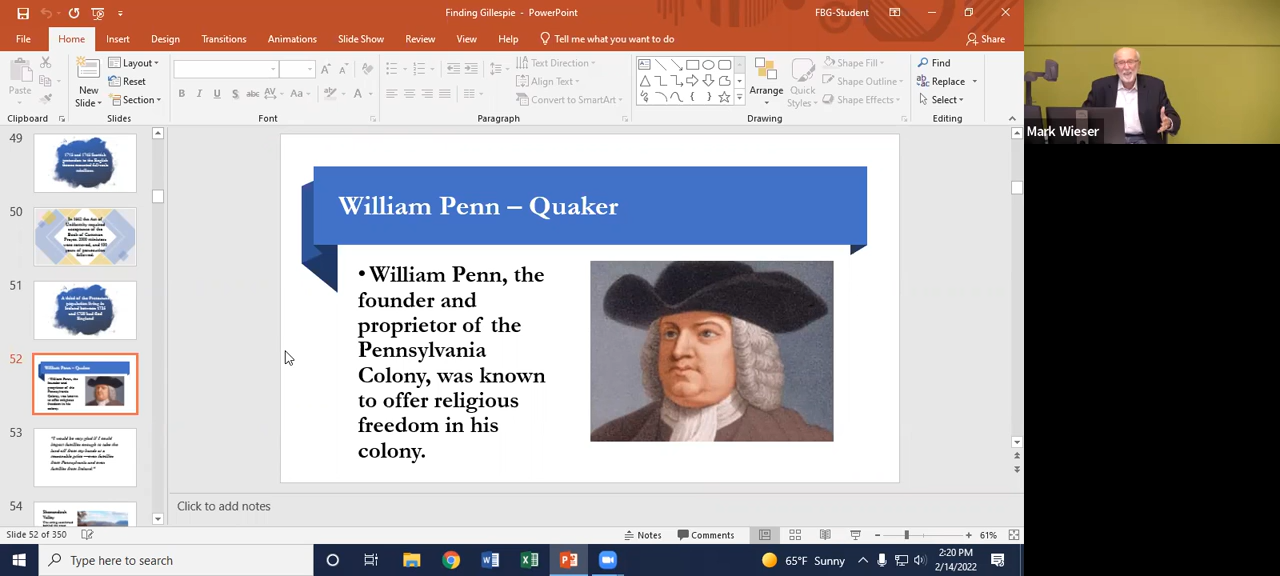 Finding Gillespie - PowerPoint
FBG-Student
File Home Insert Design Transitions Animations Slide Show Review View Help Tell me what you want to do Share
Paste
New Slide
Layout
Reset
Section
Text Direction
Align Text
Convert to SmartArt
Arrange
Quick Styles
Shape Fill
Shape Outline
Shape Effects
Find
Replace
Select
Clipboard Slides Font Paragraph Drawing Editing
Mark Wieser
49
50
51
52
William Penn – Quaker
53
54
Shenandoah
Valley
William Penn – Quaker
• William Penn, the
founder and
proprietor of the
Pennsylvania
Colony, was known
to offer religious
freedom in his
colony.
Click to add notes
Slide 52 of 350
Notes Comments 61%
Type here to search
65°F Sunny
2:20 PM
2/14/2022